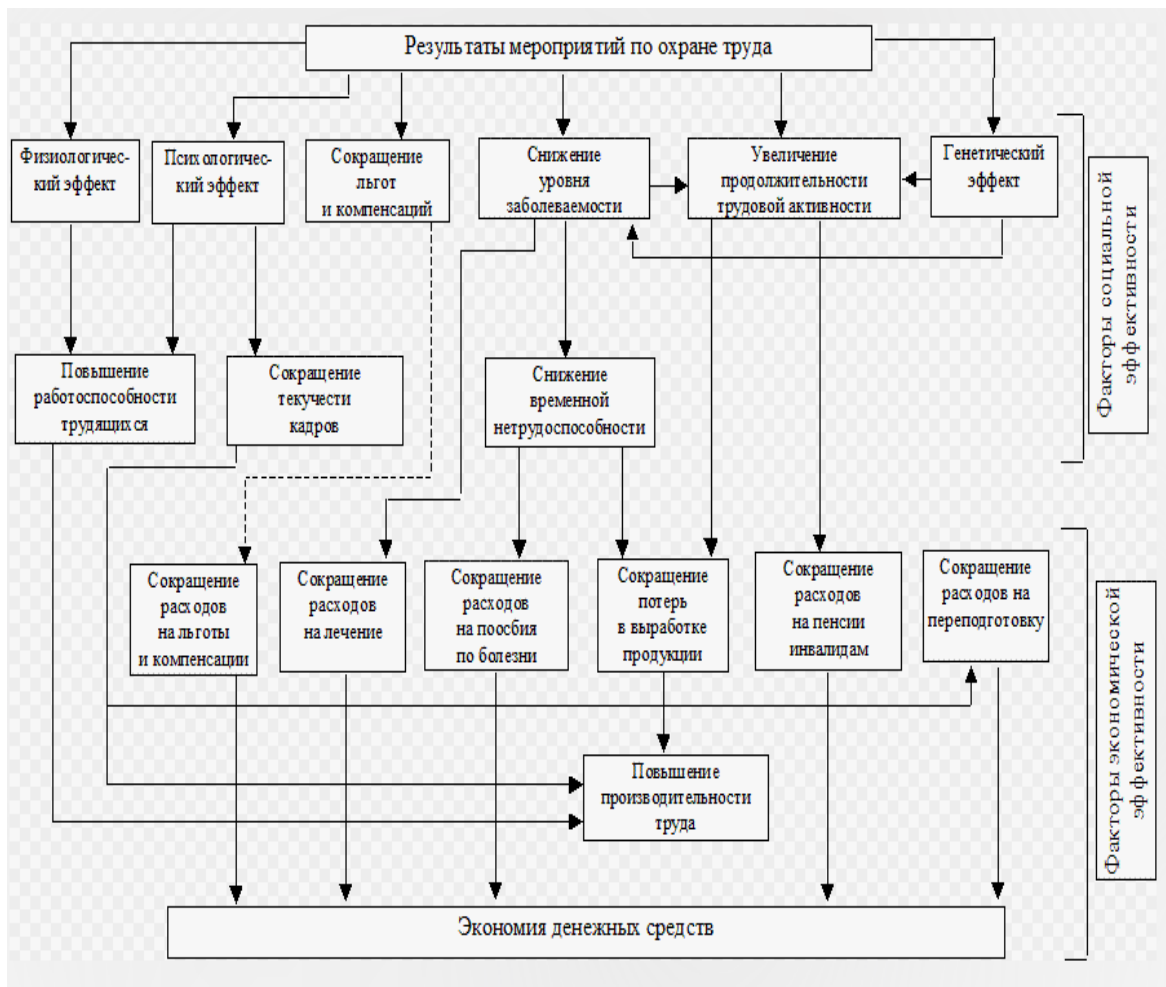 Результаты мероприятий по охране труда
Физиологичес-
кий эффект
Психологичес-
кий эффект
Сокращение
льгот
и компенсаций
Снижение
уровня
заболеваемости
Увеличение
продолжительности
трудовой активности
Генетический
эффект
Факторы социальной
эффективности
Повышение
работоспособности
трудящихся
Сокращение
текучести
кадров
Снижение
временной
нетрудоспособности
Сокращение
расходов
на льготы
и компенсации
Сокращение
расходов
на лечение
Сокращение
расходов
на поосбия
по болезни
Сокращение
потерь
в выработке
продукции
Сокращение
расходов
на пенсии
инвалидам
Сокращение
расходов на
переподготовку
Факторы экономической
эффективности
Повышение
производительности
труда
Экономия денежных средств